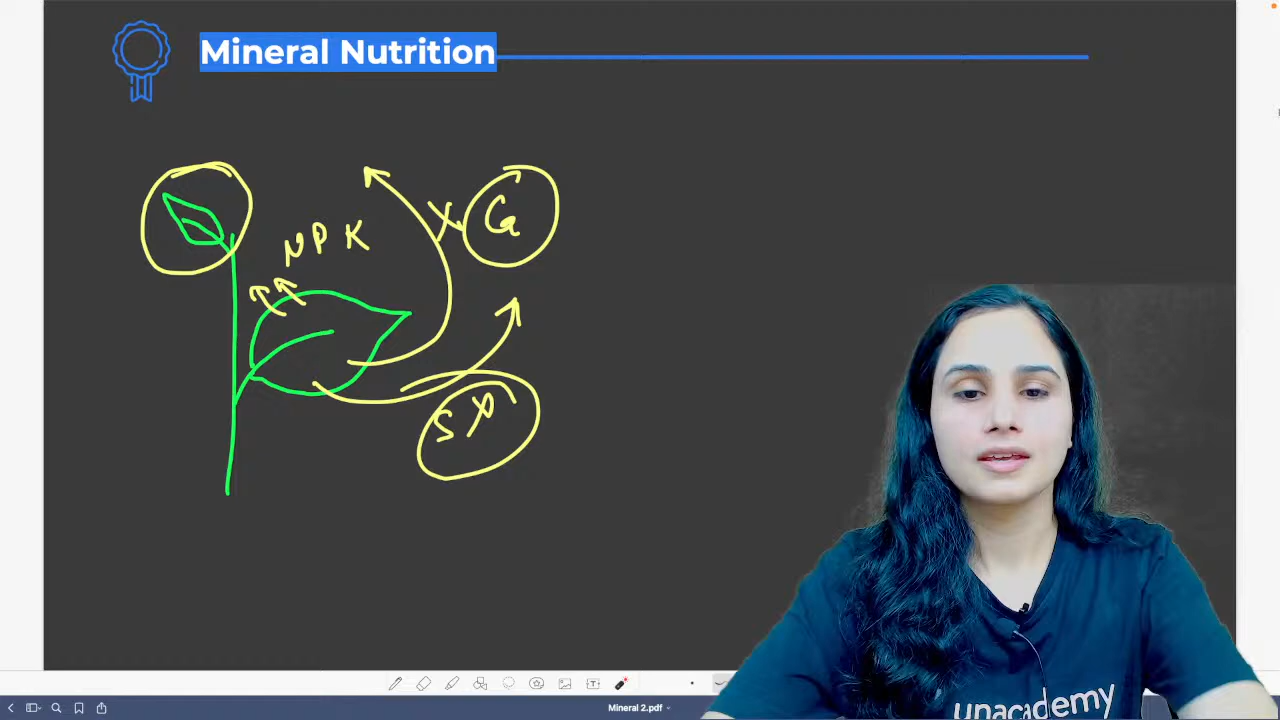 Mineral Nutrition
N P K
X Ca
S X
Mineral 2.pdf
unacademy